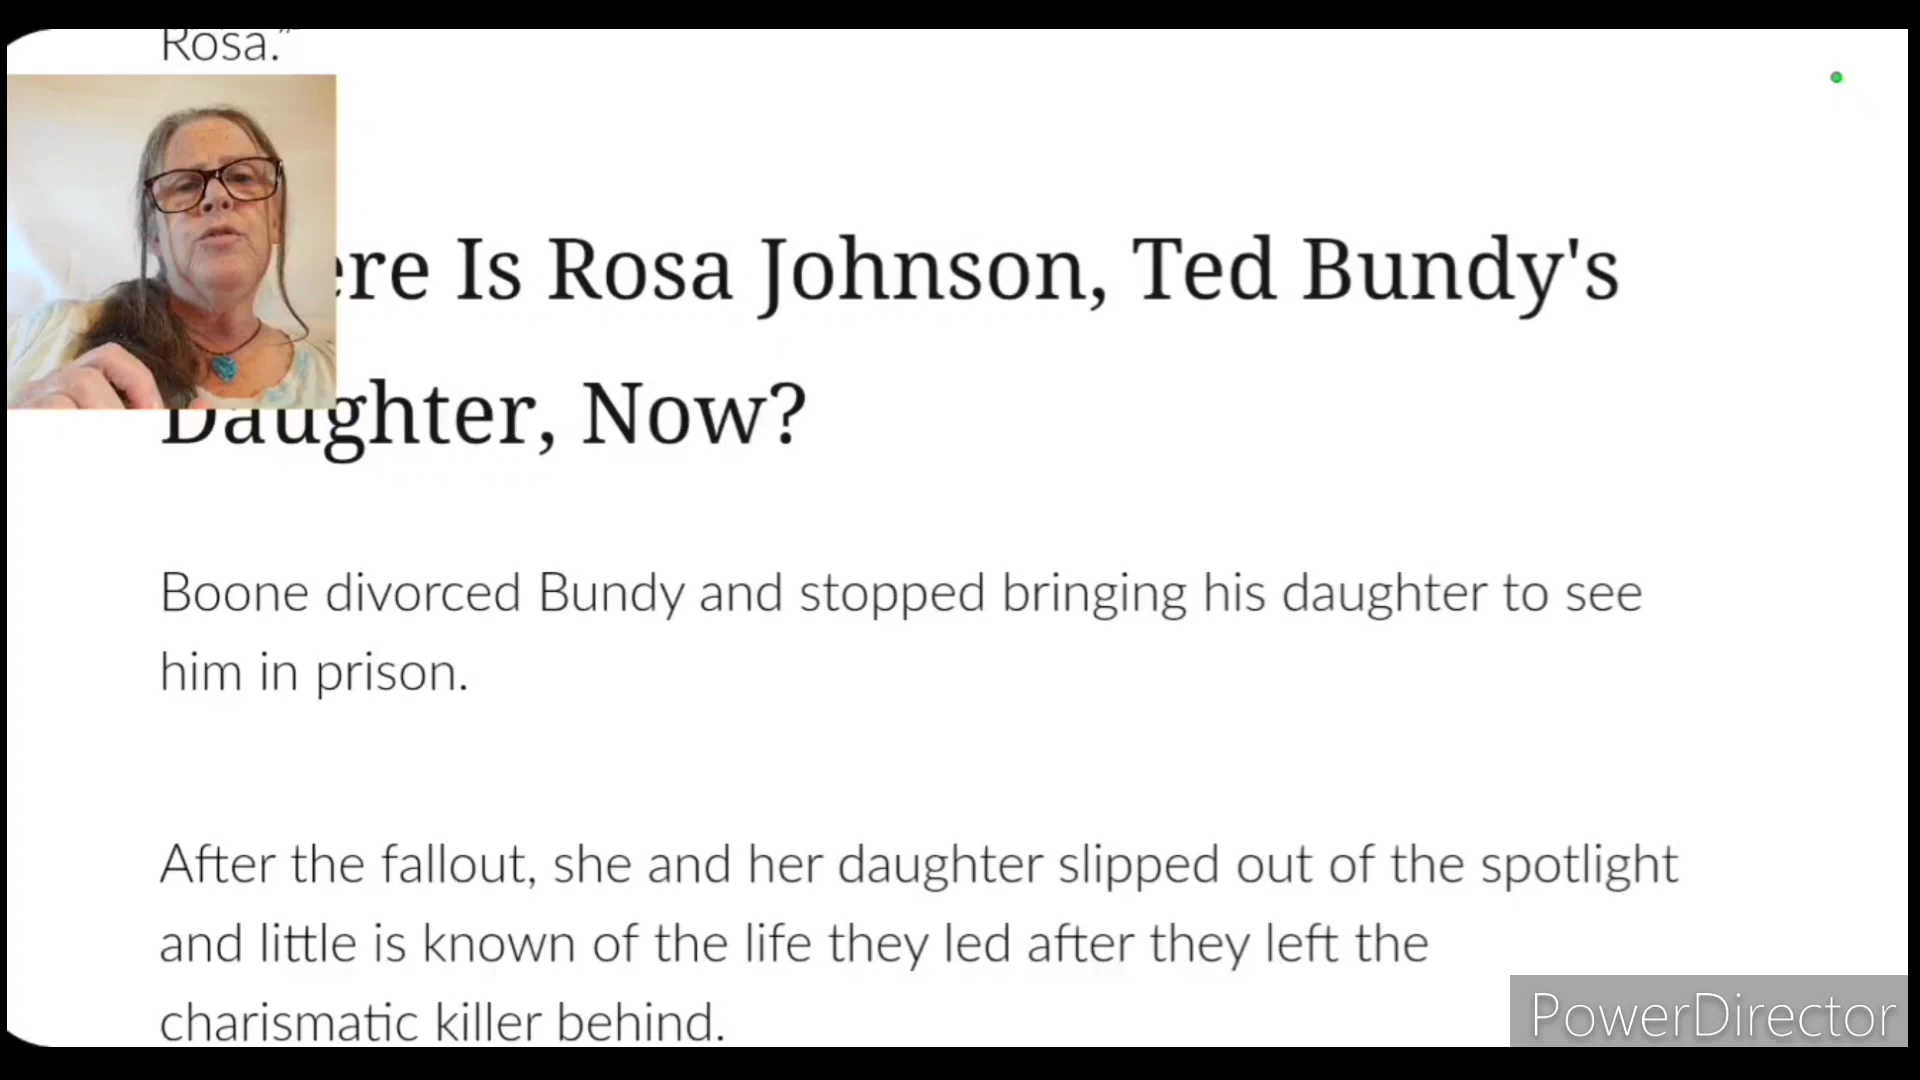 Rosa.”
ere Is Rosa Johnson, Ted Bundy's
Daughter, Now?
Boone divorced Bundy and stopped bringing his daughter to see
him in prison.
After the fallout, she and her daughter slipped out of the spotlight
and little is known of the life they led after they left the
charismatic killer behind.
PowerDirector